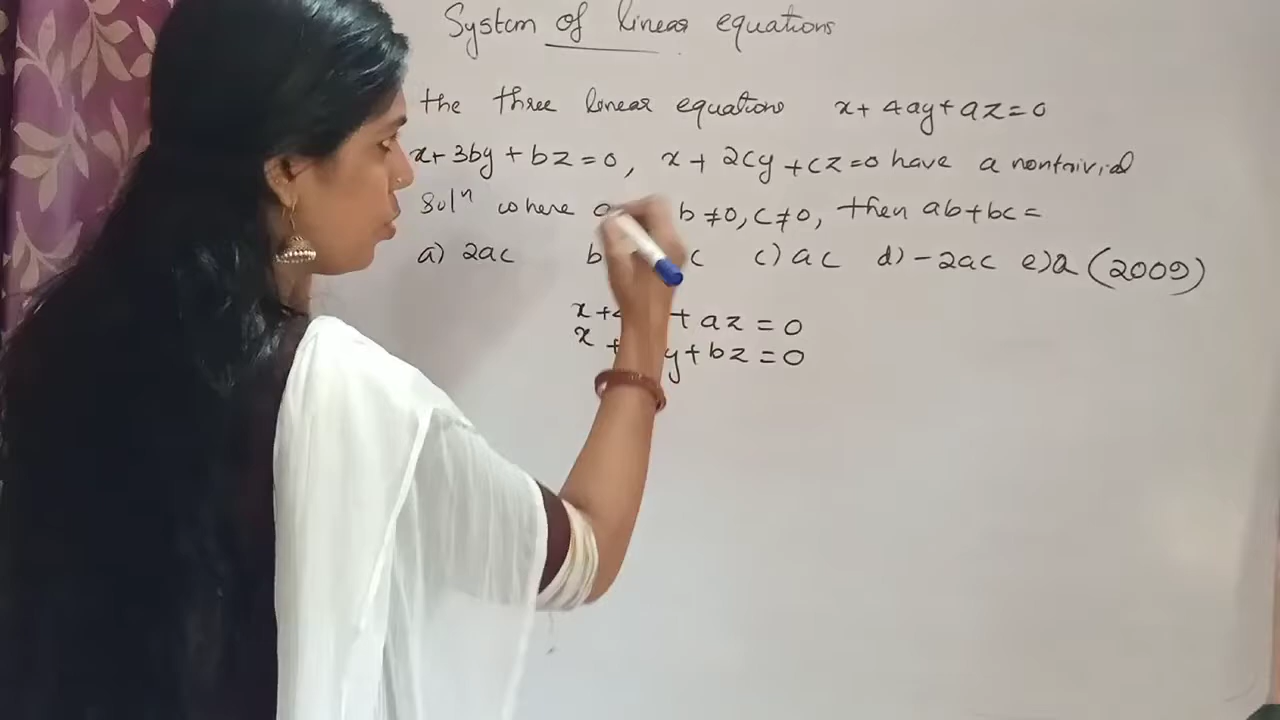 System of linear equations
the three linear equations x+4ay+az=0
x+3by+bz=0, x+2cy+cz=0 have a nontrivial
Solⁿ where a b≠0, c≠0, then ab+bc=
a) 2ac b c c) ac d) -2ac e) a (2009)
x+ +az=0
x + y+bz=0